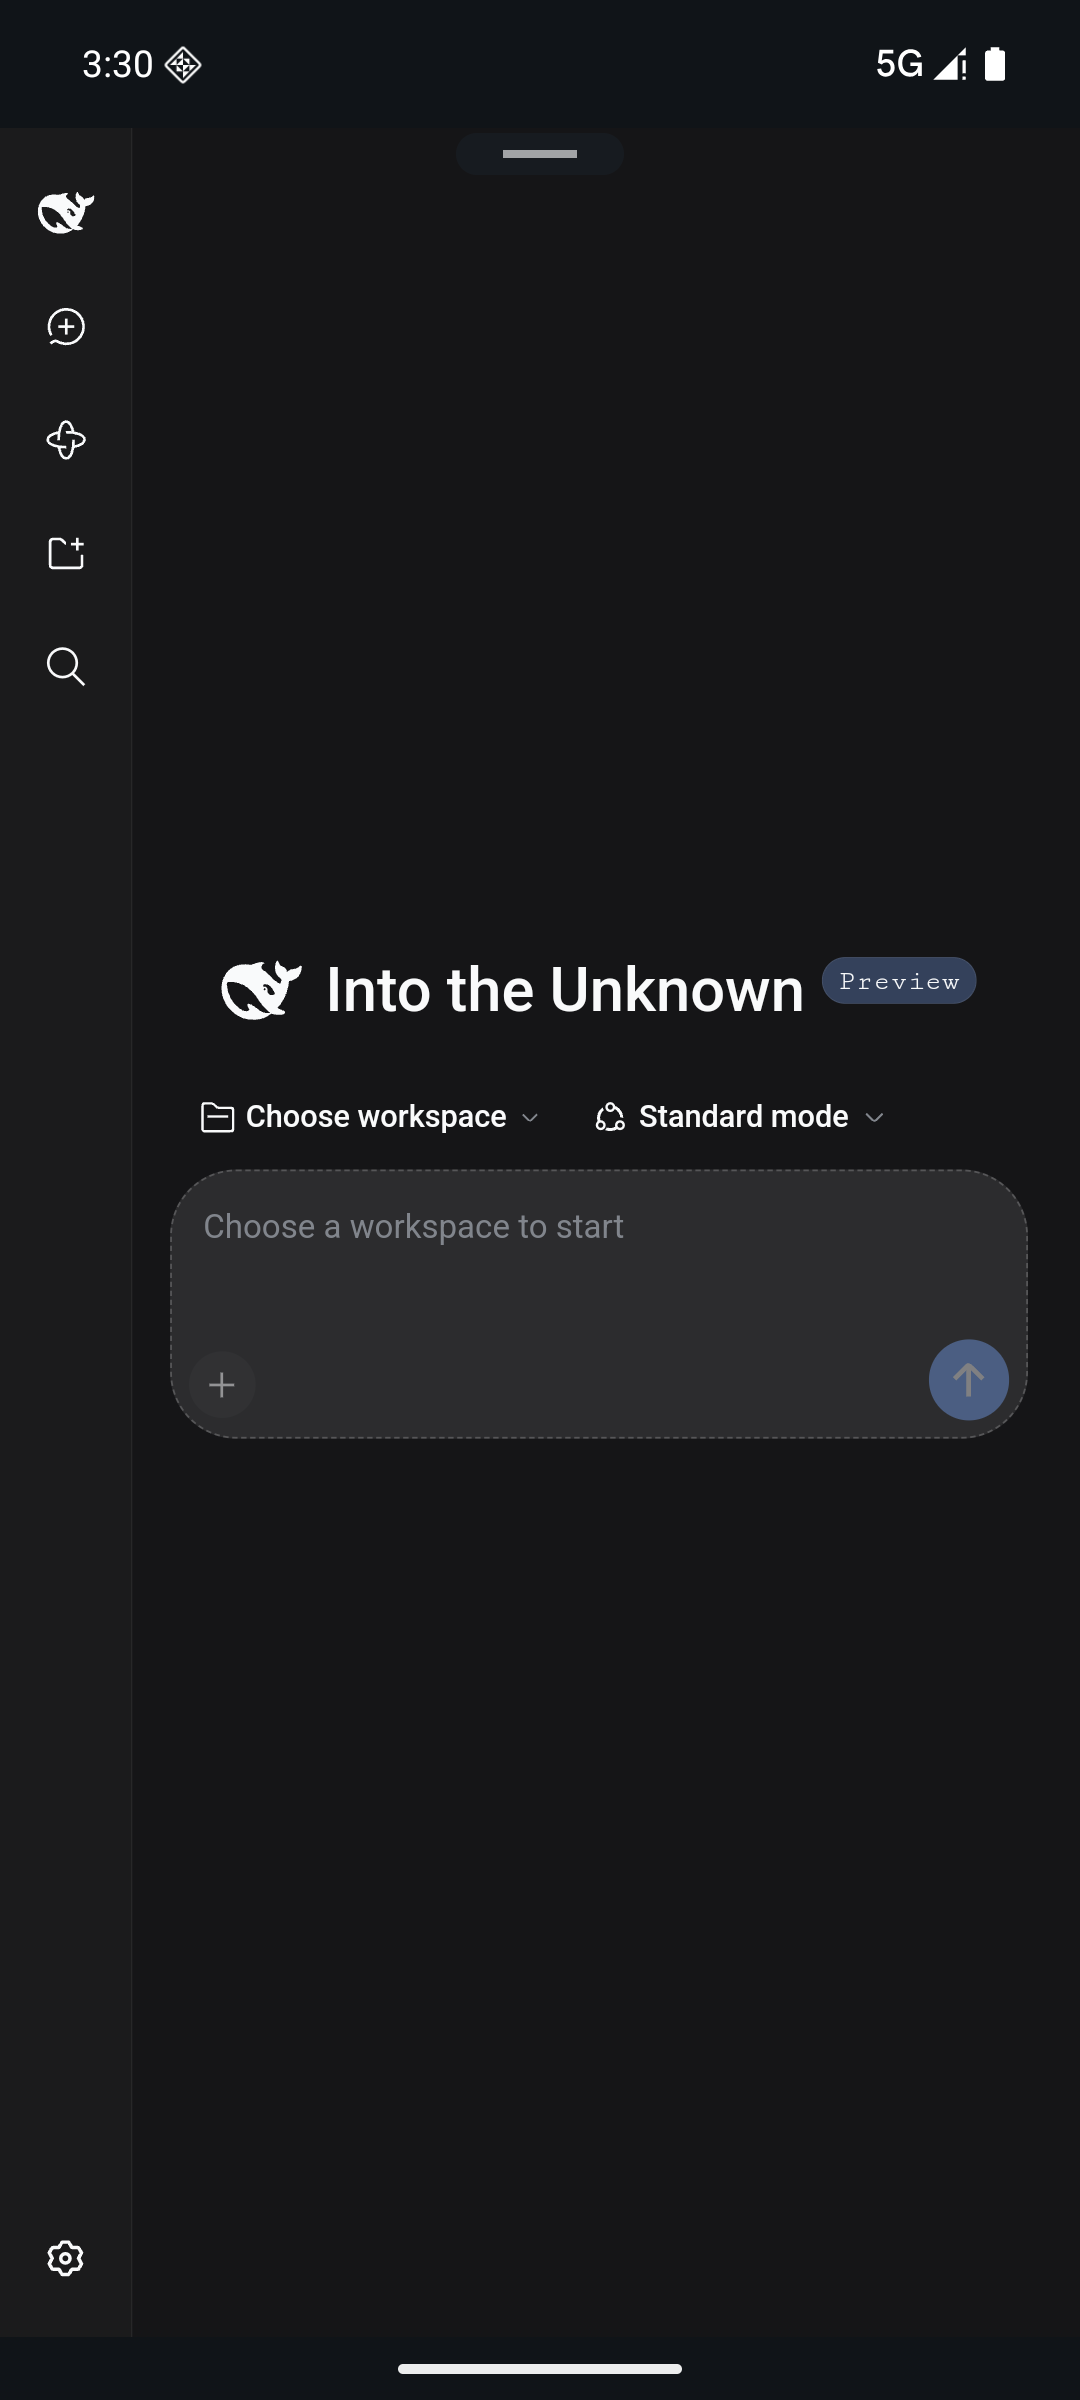 3:30 5G
Into the Unknown Preview
Choose workspace Standard mode
Choose a workspace to start